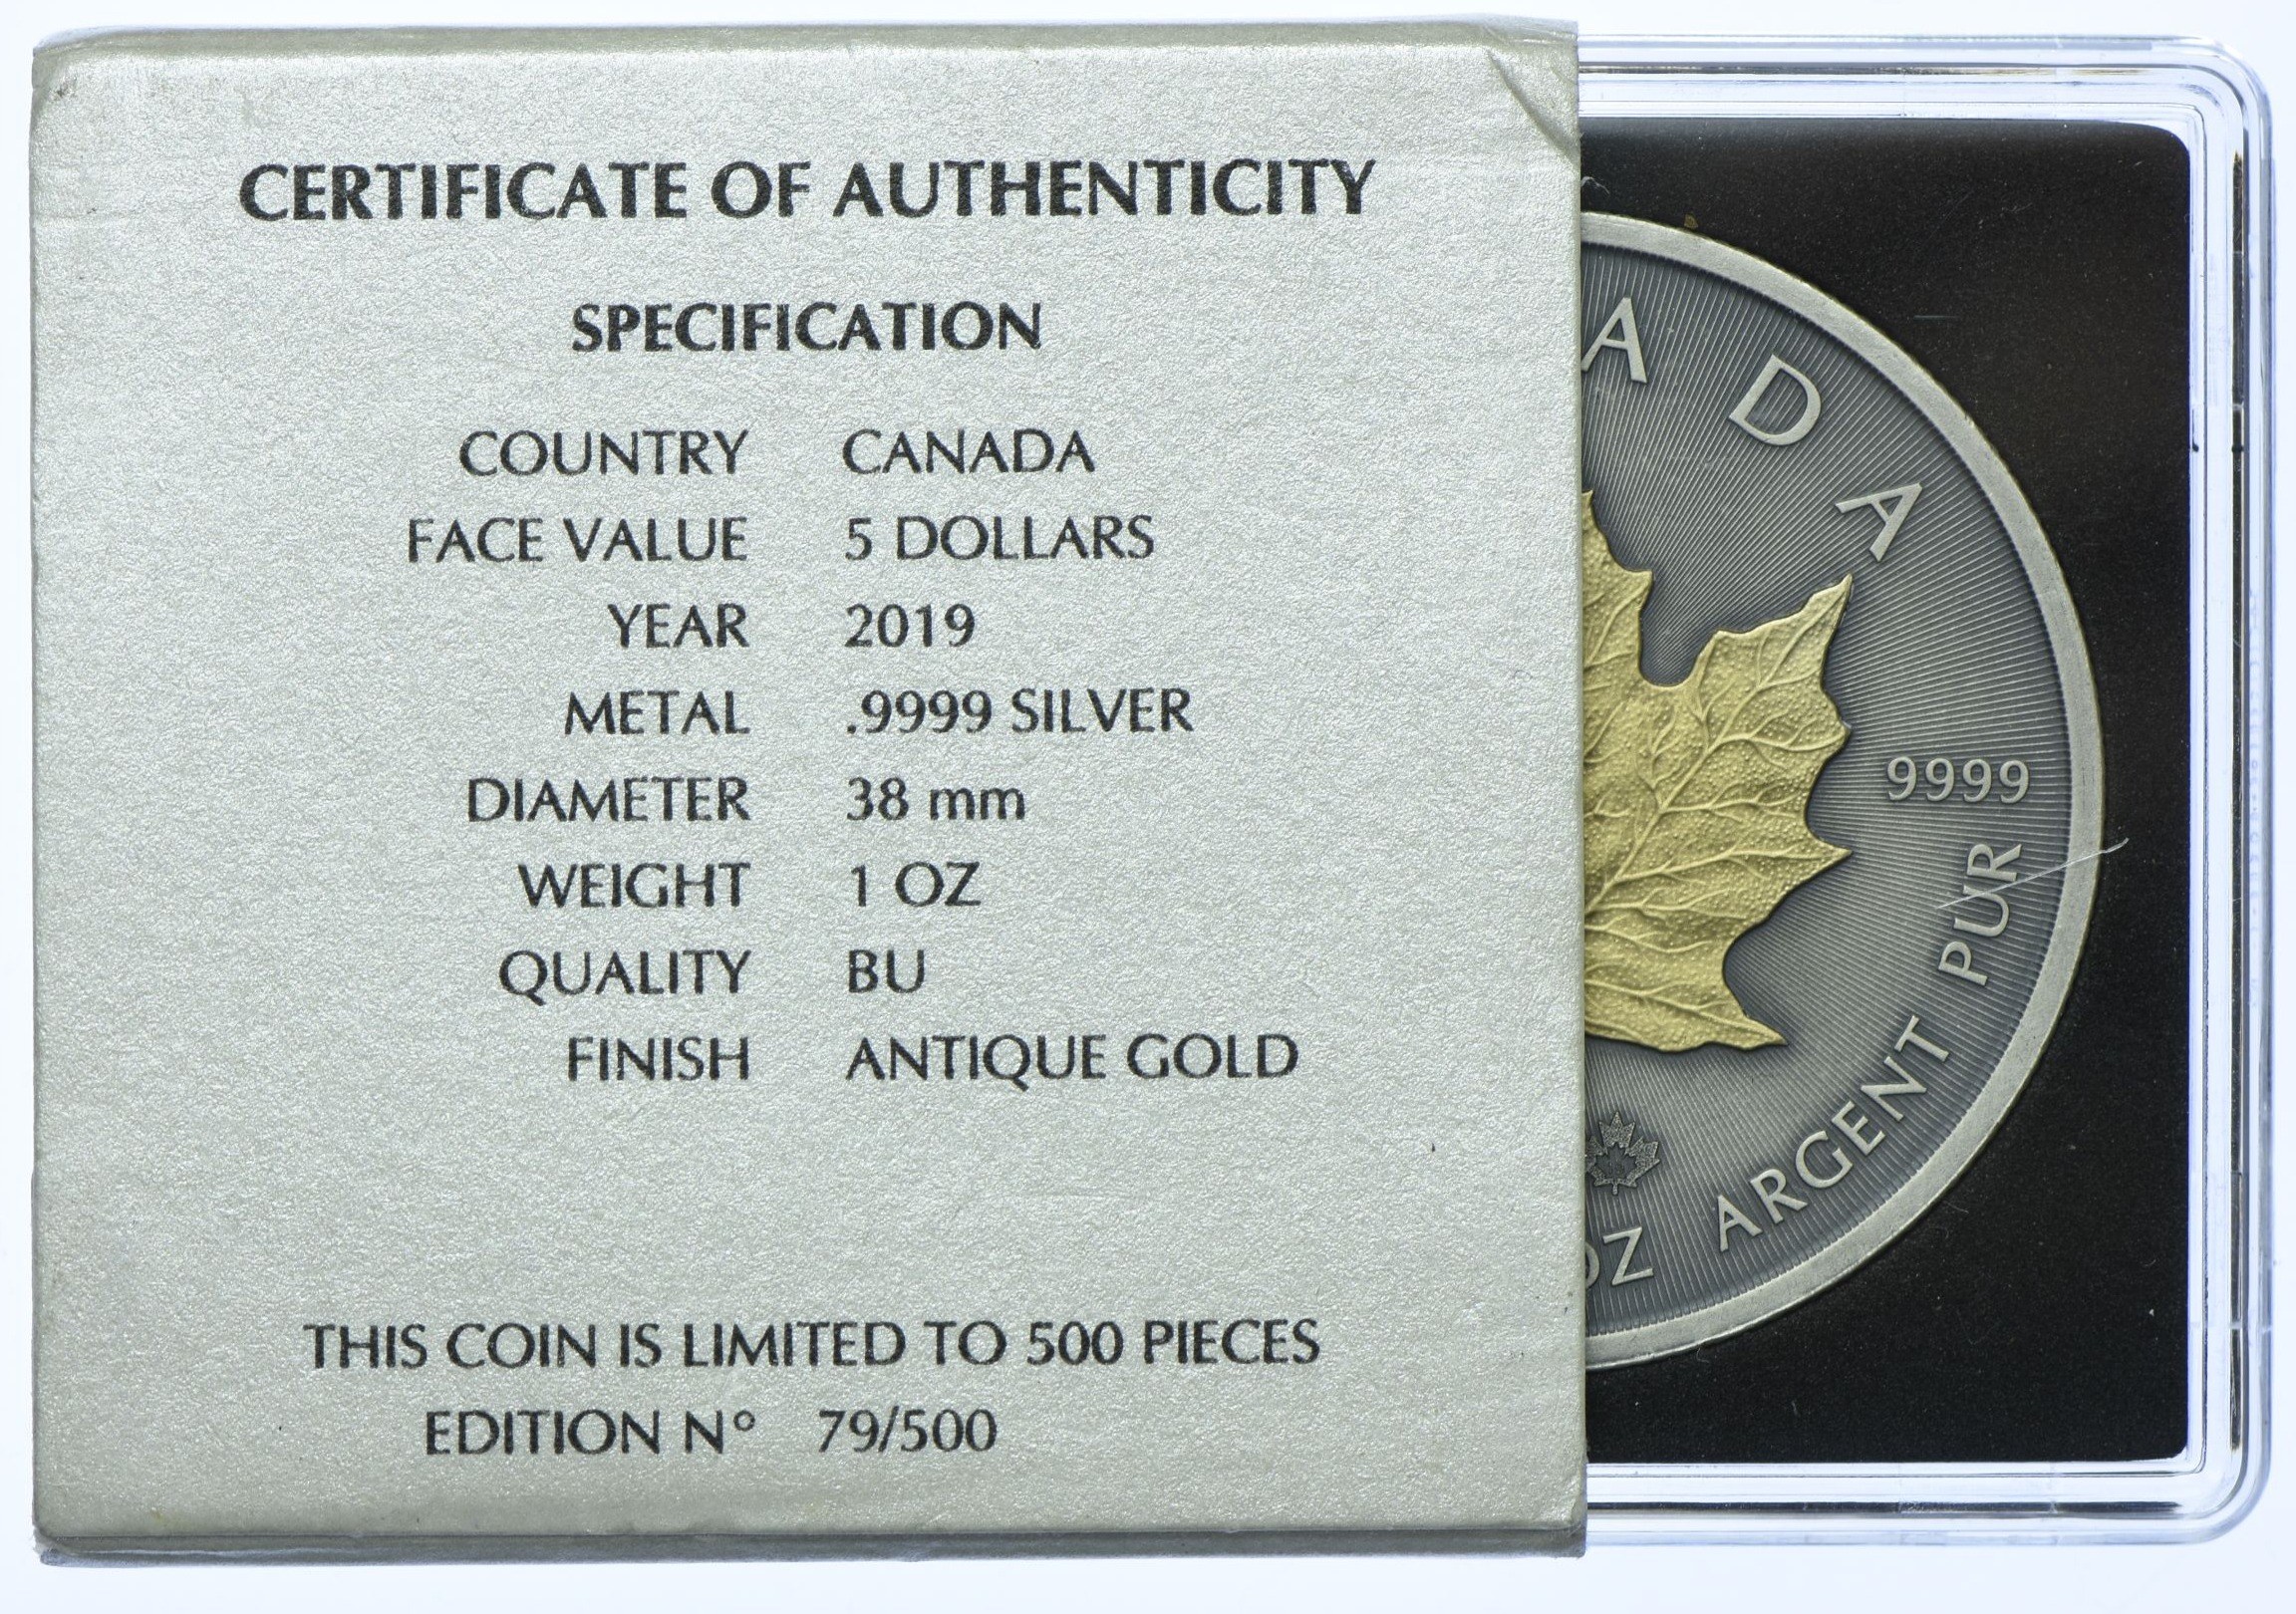 CERTIFICATE OF AUTHENTICITY
SPECIFICATION
COUNTRY CANADA
FACE VALUE 5 DOLLARS
YEAR 2019
METAL .9999 SILVER
DIAMETER 38 mm
WEIGHT 1 OZ
QUALITY BU
FINISH ANTIQUE GOLD
THIS COIN IS LIMITED TO 500 PIECES
EDITION N° 79/500
ADA
9999
OZ ARGENT PUR